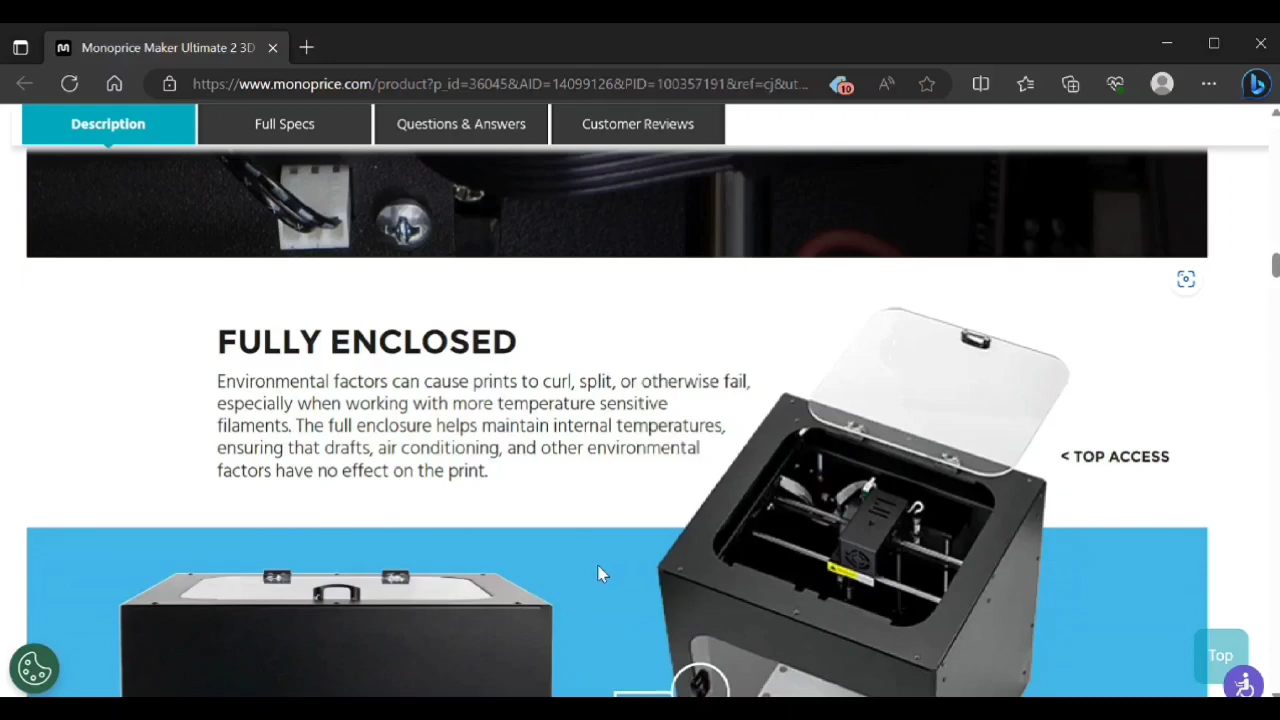 Monoprice Maker Ultimate 2 3D
https://www.monoprice.com/product?p_id=36045&AID=14099126&PID=100357191&ref=cj&ut...
10
Description
Full Specs
Questions & Answers
Customer Reviews
FULLY ENCLOSED
Environmental factors can cause prints to curl, split, or otherwise fail,
especially when working with more temperature sensitive
filaments. The full enclosure helps maintain internal temperatures,
ensuring that drafts, air conditioning, and other environmental
factors have no effect on the print.
< TOP ACCESS
Top